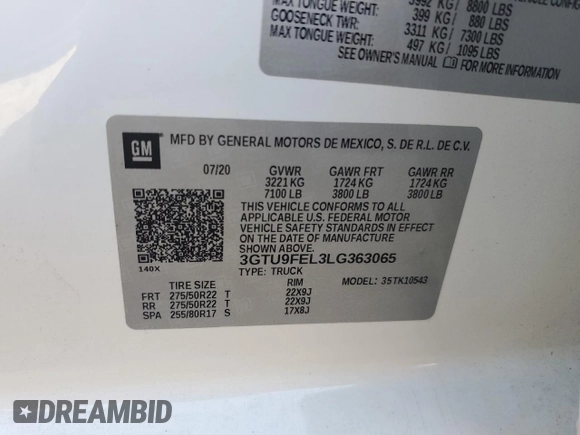 MAX TONGUE WEIGHT: 3992 KG/ 8800 LBS
GOOSENECK TWR: 399 KG/ 880 LBS
MAX TONGUE WEIGHT: 3311 KG/ 7300 LBS
497 KG/ 1095 LBS
SEE OWNER'S MANUAL FOR MORE INFORMATION
GM
MFD BY GENERAL MOTORS DE MEXICO, S. DE R.L. DE C.V.
07/20 GVWR GAWR FRT GAWR RR
3221 KG 1724 KG 1724 KG
7100 LB 3800 LB 3800 LB
THIS VEHICLE CONFORMS TO ALL
APPLICABLE U.S. FEDERAL MOTOR
VEHICLE SAFETY STANDARDS IN EFFECT
ON THE DATE OF MANUFACTURE SHOWN ABOVE.
3GTU9FEL3LG363065
140X
TYPE: TRUCK MODEL: 35TK10543
TIRE SIZE RIM
FRT 275/50R22 T 22X9J
RR 275/50R22 T 22X9J
SPA 255/80R17 S 17X8J
DREAMBID